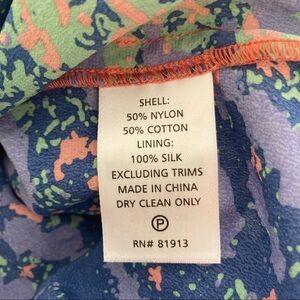 SHELL:
50% NYLON
50% COTTON
LINING:
100% SILK
EXCLUDING TRIMS
MADE IN CHINA
DRY CLEAN ONLY
P
RN# 81913